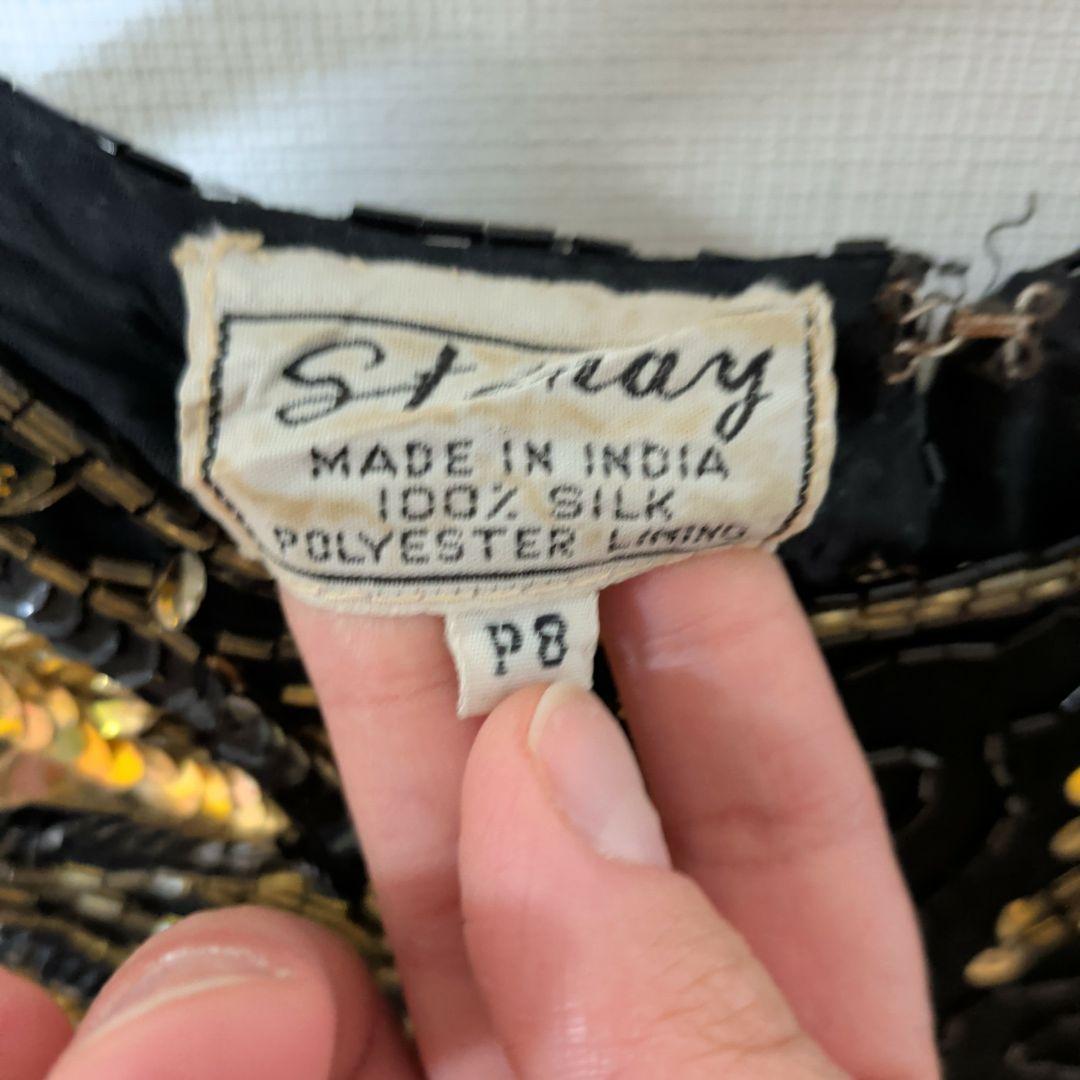 MADE IN INDIA
100% SILK
POLYESTER LINING
P8